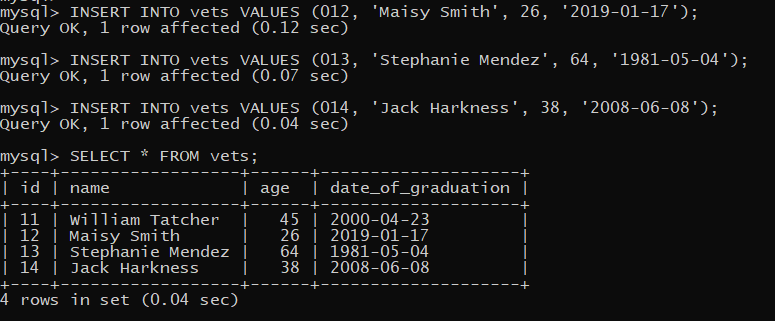 mysql> INSERT INTO vets VALUES (012, 'Maisy Smith', 26, '2019-01-17');
Query OK, 1 row affected (0.12 sec)

mysql> INSERT INTO vets VALUES (013, 'Stephanie Mendez', 64, '1981-05-04');
Query OK, 1 row affected (0.07 sec)

mysql> INSERT INTO vets VALUES (014, 'Jack Harkness', 38, '2008-06-08');
Query OK, 1 row affected (0.04 sec)

mysql> SELECT * FROM vets;
+----+------------------+------+--------------------+
| id | name             | age  | date_of_graduation |
+----+------------------+------+--------------------+
| 11 | William Tatcher  |   45 | 2000-04-23         |
| 12 | Maisy Smith      |   26 | 2019-01-17         |
| 13 | Stephanie Mendez |   64 | 1981-05-04         |
| 14 | Jack Harkness    |   38 | 2008-06-08         |
+----+------------------+------+--------------------+
4 rows in set (0.04 sec)